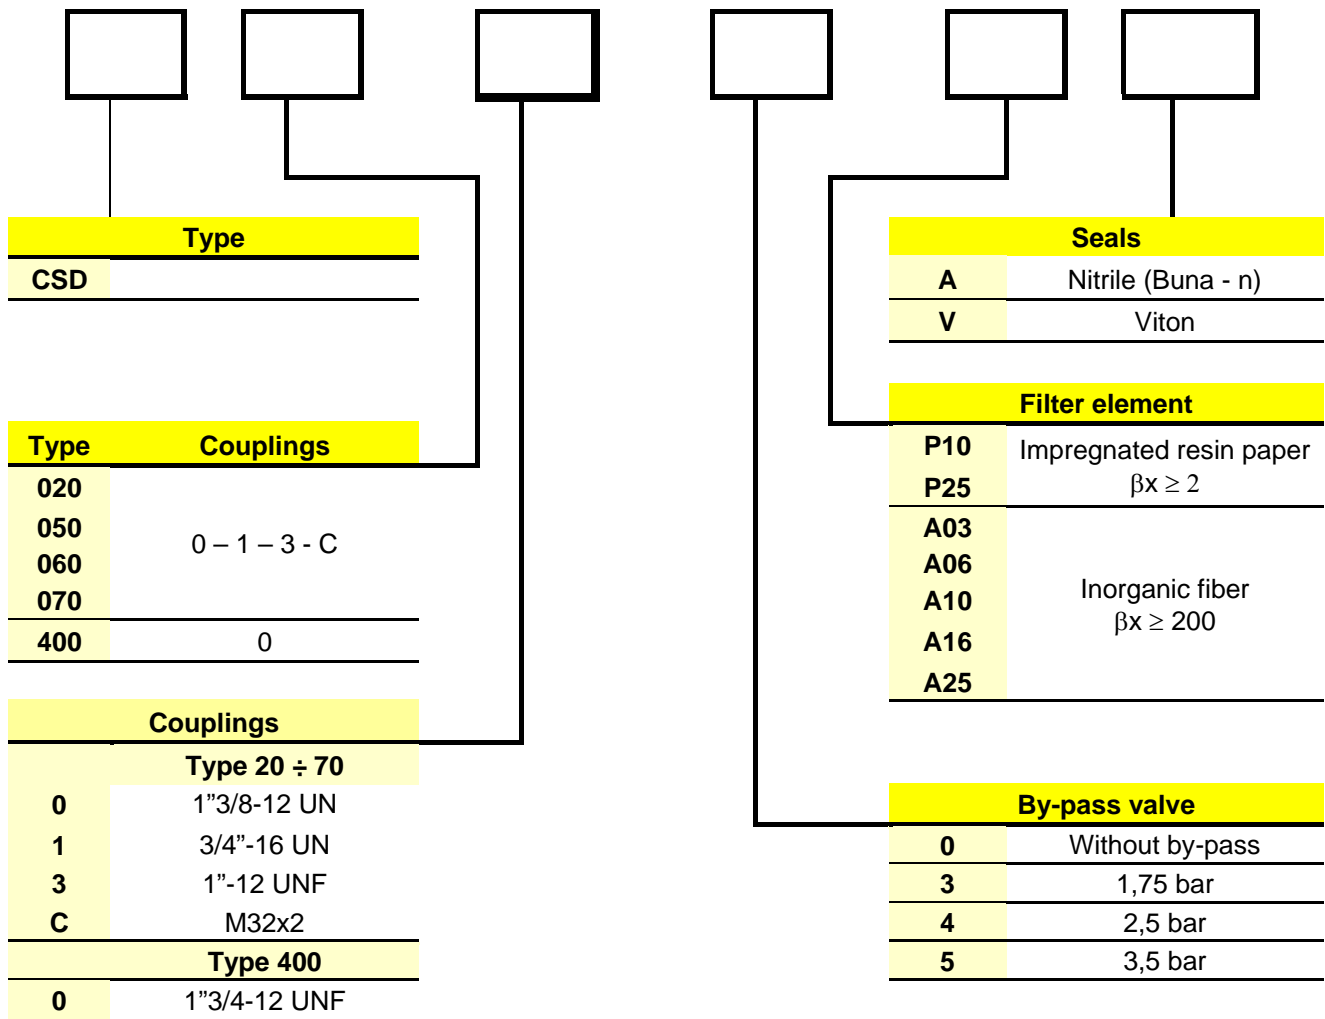 Type
CSD
Type Couplings
020
050
0 – 1 – 3 - C
060
070
400 0
Couplings
Type 20 ÷ 70
0 1”3/8-12 UN
1 3/4”-16 UN
3 1”-12 UNF
C M32x2
Type 400
0 1”3/4-12 UNF
Seals
A Nitrile (Buna - n)
V Viton
Filter element
P10 Impregnated resin paper
P25 βx ≥ 2
A03
A06
A10 Inorganic fiber
βx ≥ 200
A16
A25
By-pass valve
0 Without by-pass
3 1,75 bar
4 2,5 bar
5 3,5 bar